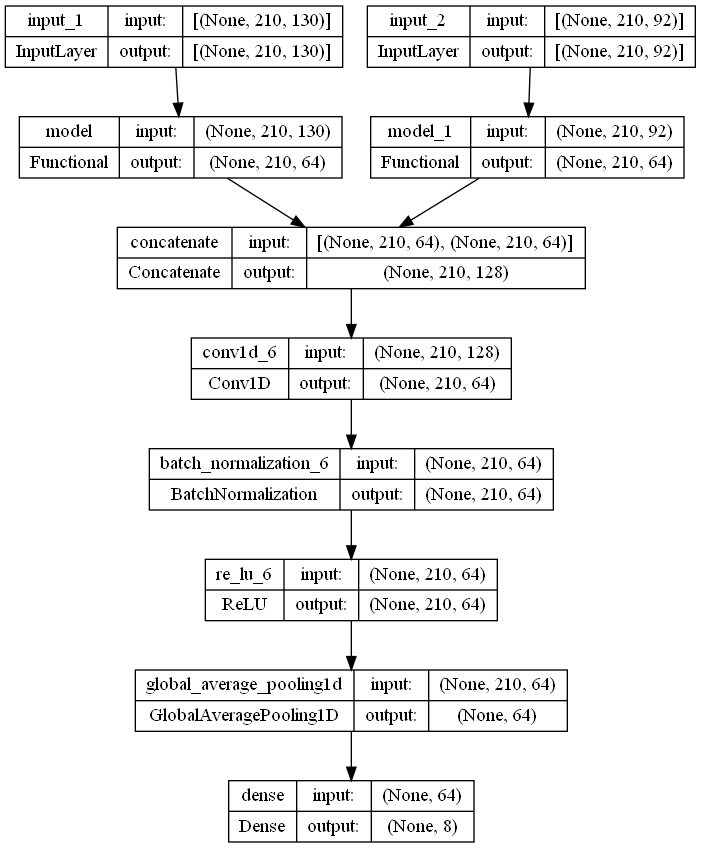 input_1 input: [(None, 210, 130)]
InputLayer output: [(None, 210, 130)]
input_2 input: [(None, 210, 92)]
InputLayer output: [(None, 210, 92)]
model input: (None, 210, 130)
Functional output: (None, 210, 64)
model_1 input: (None, 210, 92)
Functional output: (None, 210, 64)
concatenate input: [(None, 210, 64), (None, 210, 64)]
Concatenate output: (None, 210, 128)
conv1d_6 input: (None, 210, 128)
Conv1D output: (None, 210, 64)
batch_normalization_6 input: (None, 210, 64)
BatchNormalization output: (None, 210, 64)
re_lu_6 input: (None, 210, 64)
ReLU output: (None, 210, 64)
global_average_pooling1d input: (None, 210, 64)
GlobalAveragePooling1D output: (None, 64)
dense input: (None, 64)
Dense output: (None, 8)